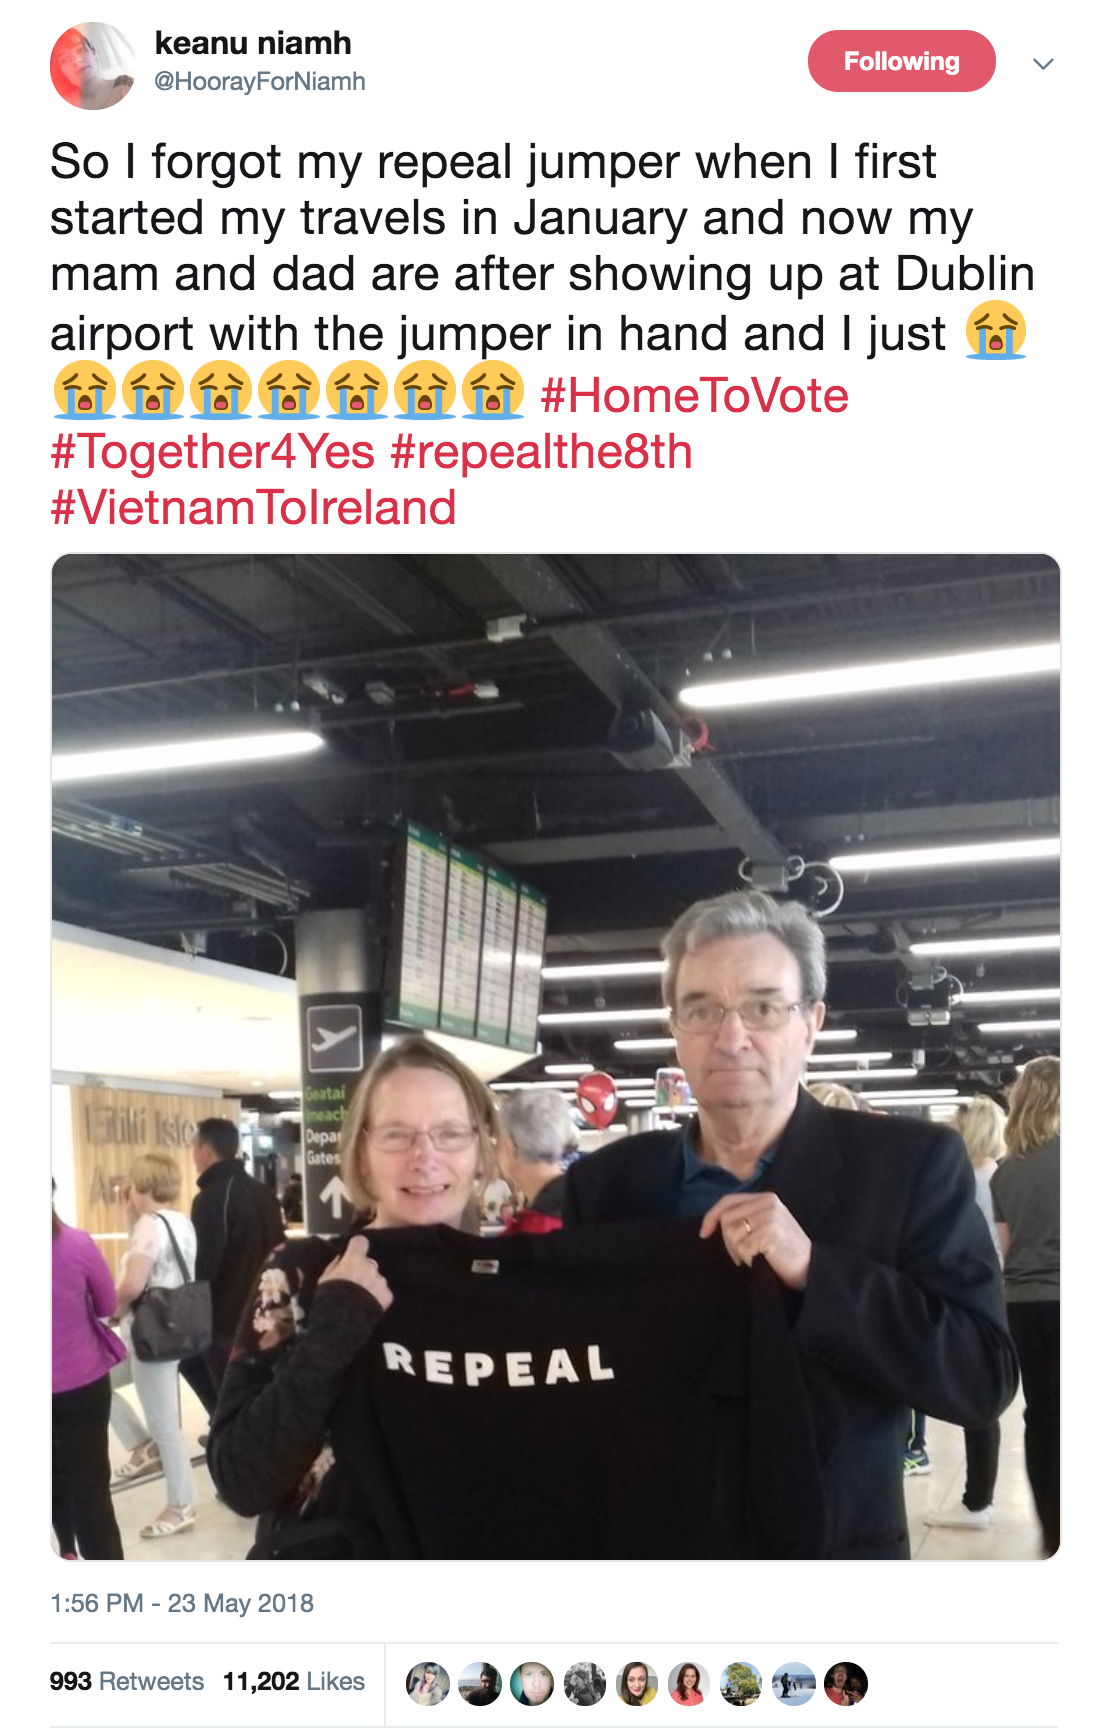 keanu niamh
@HoorayForNiamh
Following
So I forgot my repeal jumper when I first
started my travels in January and now my
mam and dad are after showing up at Dublin
airport with the jumper in hand and I just 😭
😭😭😭😭😭😭😭 #HomeToVote
#Together4Yes #repealthe8th
#VietnamToIreland
Geatai
Gates
REPEAL
1:56 PM - 23 May 2018
993 Retweets 11,202 Likes